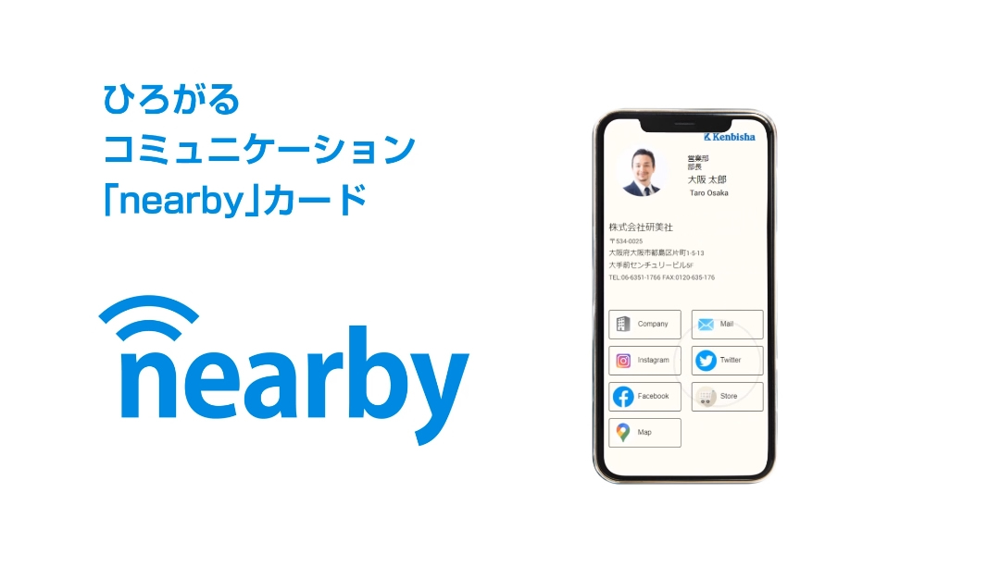 ひろがる
コミュニケーション
「nearby」カード
nearby
Kenbisha
営業部
部長
大阪 太郎
Taro Osaka
株式会社研美社
〒534-0025
大阪府大阪市都島区片町1-5-13
大手前センチュリービル6F
TEL:06-6351-1766 FAX:0120-635-176
Company
Mail
Instagram
Twitter
Facebook
Store
Map